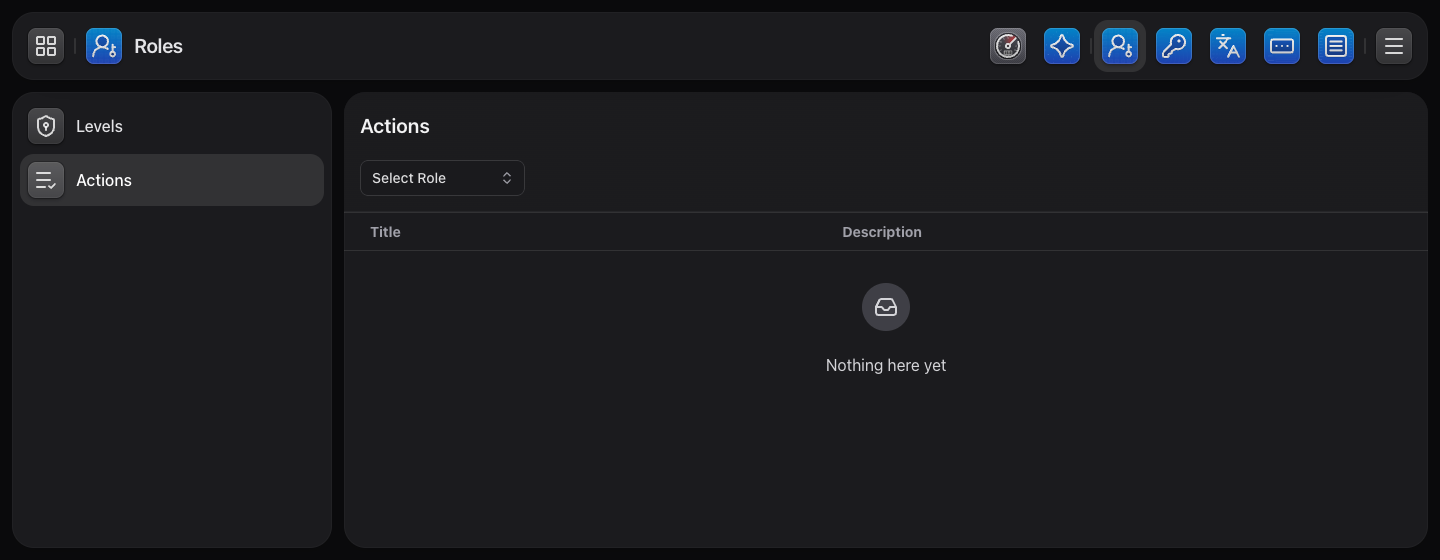 Roles
Levels
Actions
Actions
Select Role
Title
Description
Nothing here yet